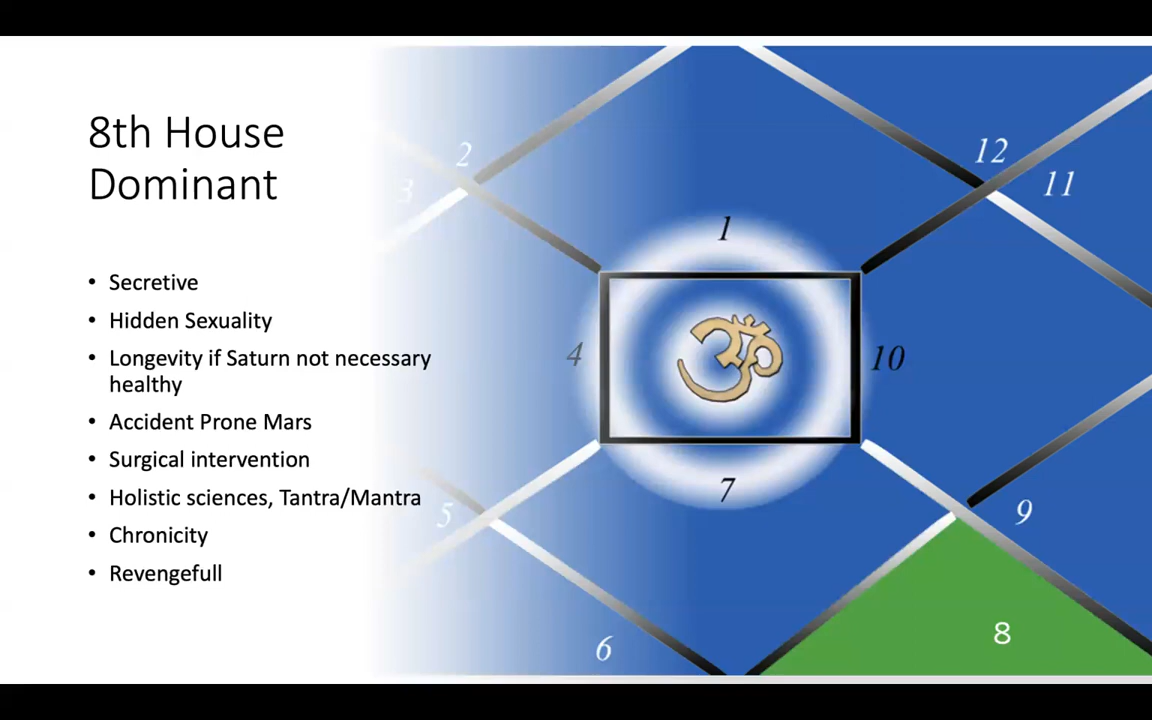 8th House
Dominant
• Secretive
• Hidden Sexuality
• Longevity if Saturn not necessary
healthy
• Accident Prone Mars
• Surgical intervention
• Holistic sciences, Tantra/Mantra
• Chronicity
• Revengefull
2
3
12
11
1
4
ॐ
10
7
5
9
6
8